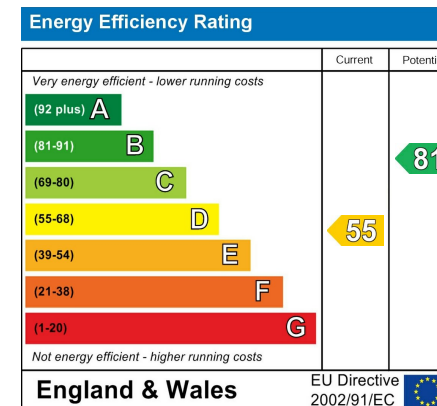 Energy Efficiency Rating
Current Potenti
Very energy efficient - lower running costs
(92 plus) A
(81-91) B
81
(69-80) C
(55-68) D
55
(39-54) E
(21-38) F
(1-20) G
Not energy efficient - higher running costs
England & Wales
EU Directive
2002/91/EC